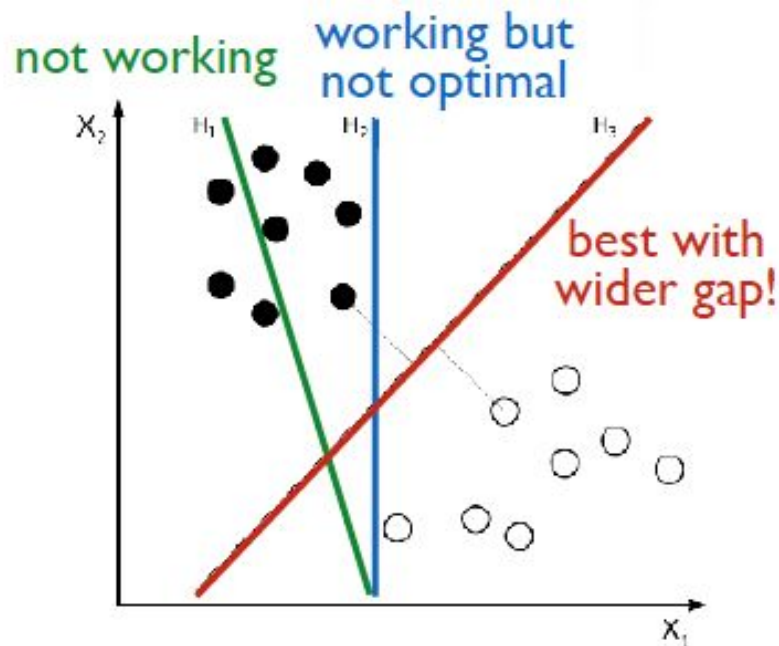 not working
working but
not optimal
X₂
H₁
H₂
H₃
best with
wider gap!
X₁